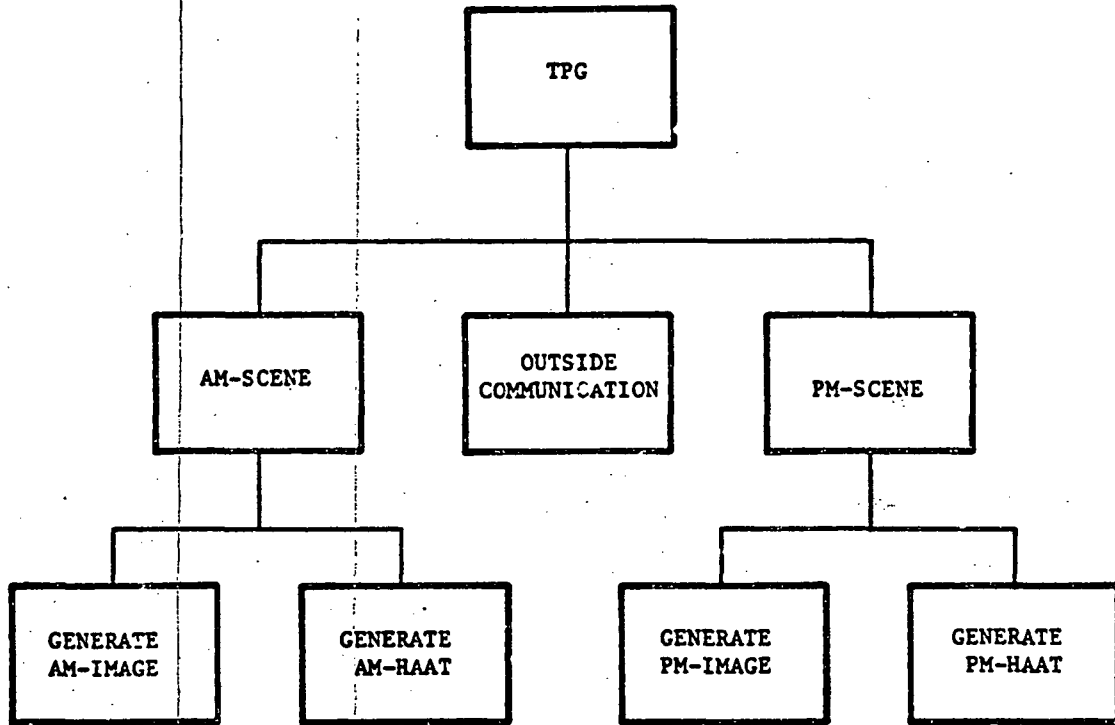 TPG
AM-SCENE
OUTSIDE
COMMUNICATION
PM-SCENE
GENERATE
AM-IMAGE
GENERATE
AM-HAAT
GENERATE
PM-IMAGE
GENERATE
PM-HAAT